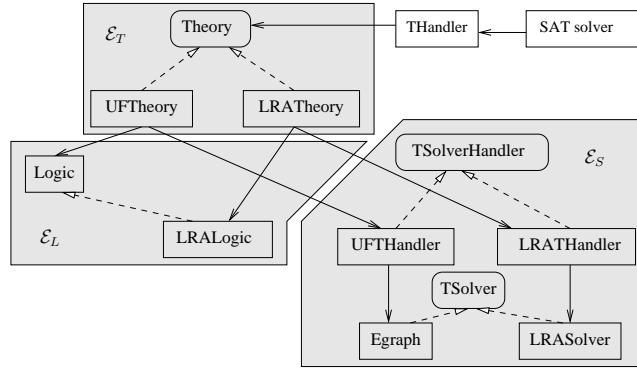 ℰ_T
Theory
THandler
SAT solver
UFTheory
LRATheory
Logic
TSolverHandler
ℰ_S
ℰ_L
LRALogic
UFTHandler
LRATHandler
TSolver
Egraph
LRASolver